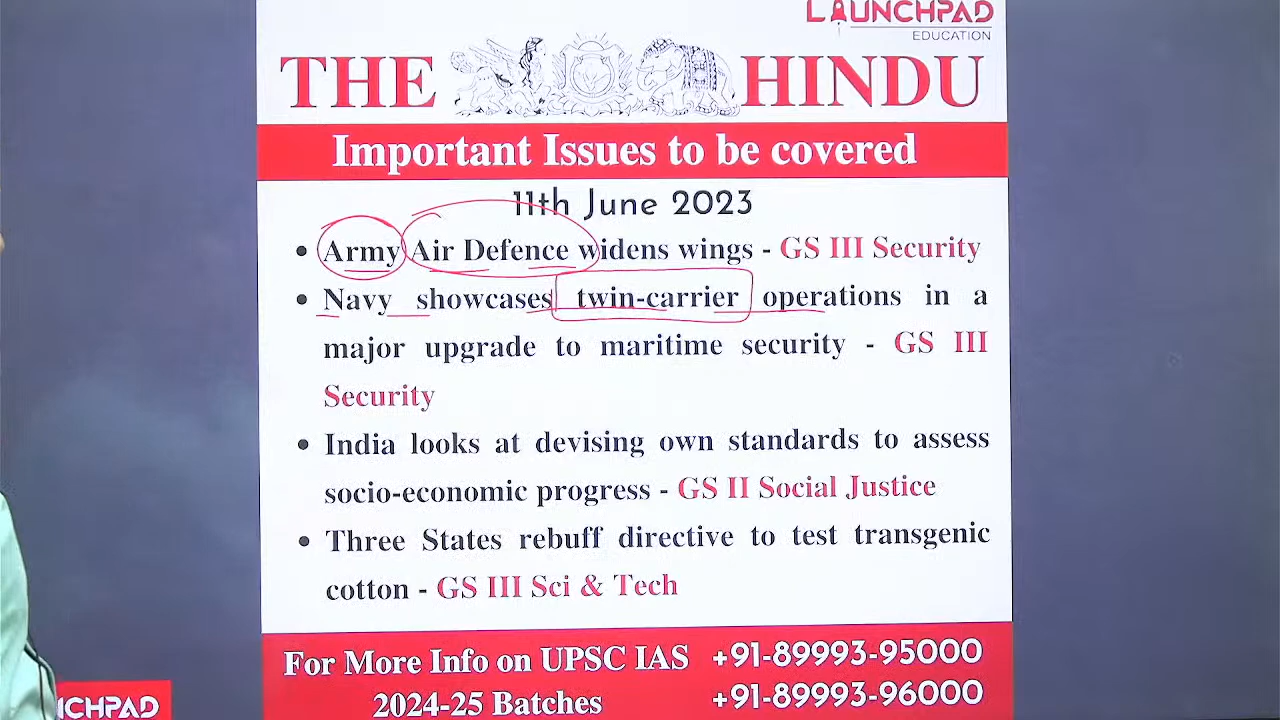 LAUNCHPAD
EDUCATION
THE HINDU
Important Issues to be covered
11th June 2023
• Army Air Defence widens wings - GS III Security
• Navy showcases twin-carrier operations in a
major upgrade to maritime security - GS III
Security
• India looks at devising own standards to assess
socio-economic progress - GS II Social Justice
• Three States rebuff directive to test transgenic
cotton - GS III Sci & Tech
For More Info on UPSC IAS +91-89993-95000
2024-25 Batches +91-89993-96000
NCHPAD